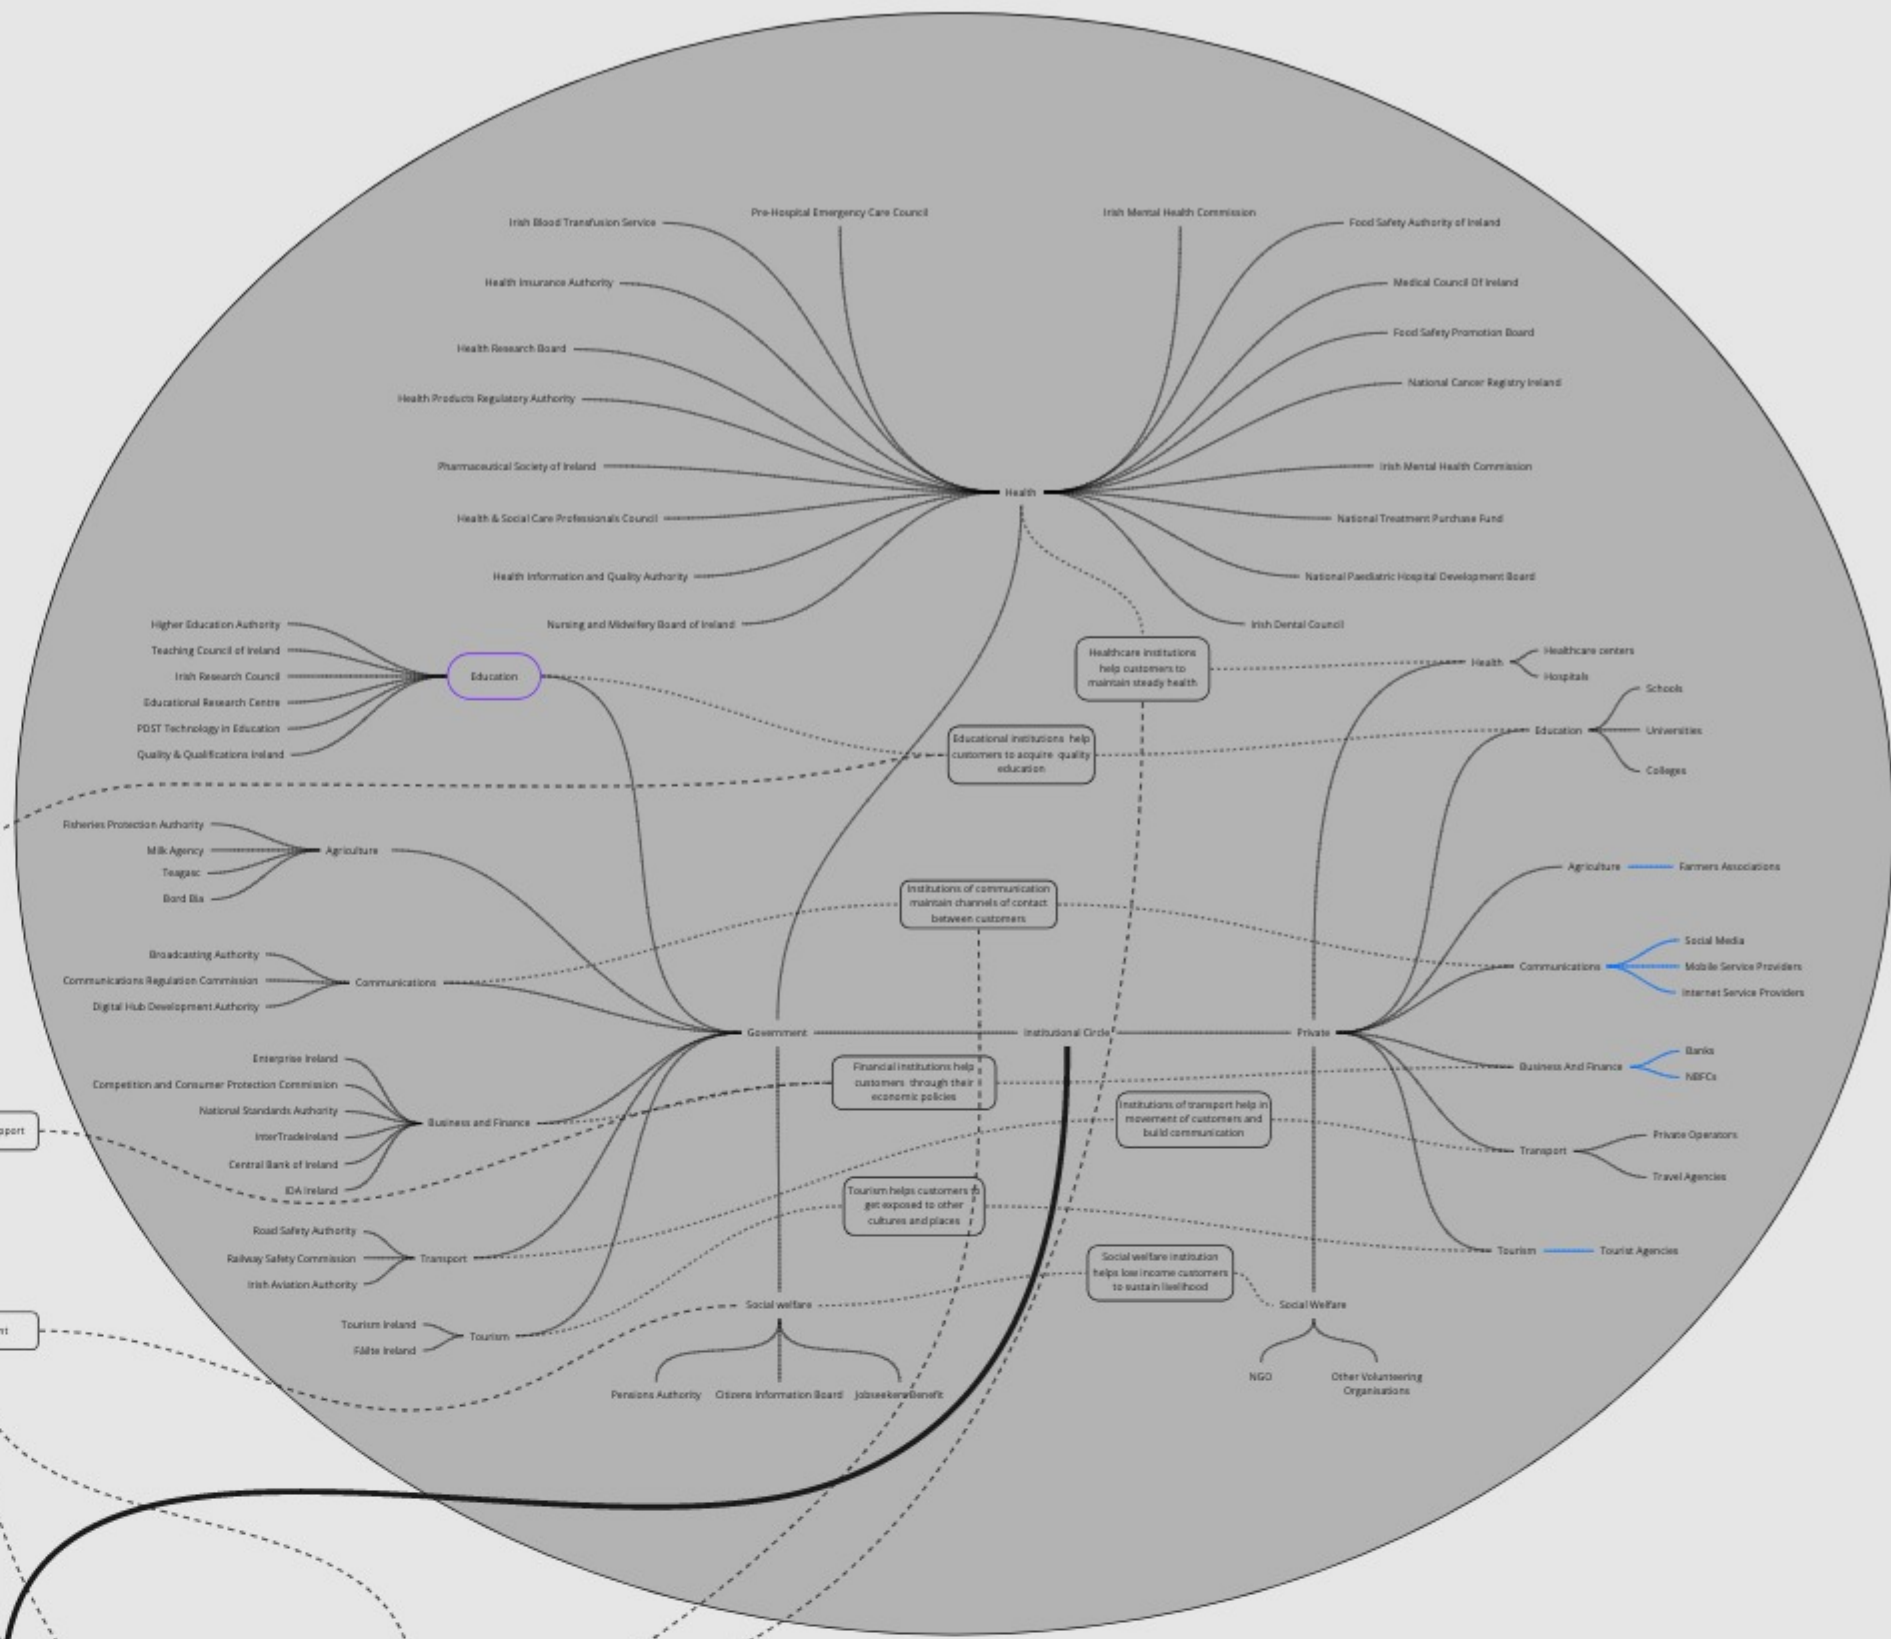 Pre-Hospital Emergency Care Council
Irish Mental Health Commission
Irish Blood Transfusion Service
Food Safety Authority of Ireland
Health Insurance Authority
Medical Council Of Ireland
Health Research Board
Food Safety Promotion Board
Health Products Regulatory Authority
National Cancer Registry Ireland
Pharmaceutical Society of Ireland
Irish Mental Health Commission
Health
Health & Social Care Professionals Council
National Treatment Purchase Fund
Health Information and Quality Authority
National Paediatric Hospital Development Board
Nursing and Midwifery Board of Ireland
Irish Dental Council
Higher Education Authority
Teaching Council of Ireland
Irish Research Council
Educational Research Centre
PDST Technology in Education
Quality & Qualifications Ireland
Education
Healthcare institutions
help customers to
maintain steady health
Health
Healthcare centers
Hospitals
Educational institutions help
customers to acquire quality
education
Education
Schools
Universities
Colleges
Fisheries Protection Authority
Milk Agency
Teagasc
Bord Bia
Agriculture
Agriculture
Farmers Associations
Institutions of communication
maintain channels of contact
between customers
Broadcasting Authority
Communications Regulation Commission
Digital Hub Development Authority
Communications
Communications
Social Media
Mobile Service Providers
Internet Service Providers
Government
Institutional Circle
Private
Enterprise Ireland
Competition and Consumer Protection Commission
National Standards Authority
InterTradeIreland
Central Bank of Ireland
IDA Ireland
Business and Finance
Financial institutions help
customers through their
economic policies
Business And Finance
Banks
NBFCs
Institutions of transport help in
movement of customers and
build communication
Transport
Private Operators
Travel Agencies
pport
Road Safety Authority
Railway Safety Commission
Irish Aviation Authority
Transport
Tourism helps customers to
get exposed to other
cultures and places
Tourism
Tourist Agencies
Social welfare institution
helps low income customers
to sustain livelihood
nt
Tourism Ireland
Fáilte Ireland
Tourism
Social welfare
Social Welfare
Pensions Authority
Citizens Information Board
Jobseekers Benefit
NGO
Other Volunteering
Organisations